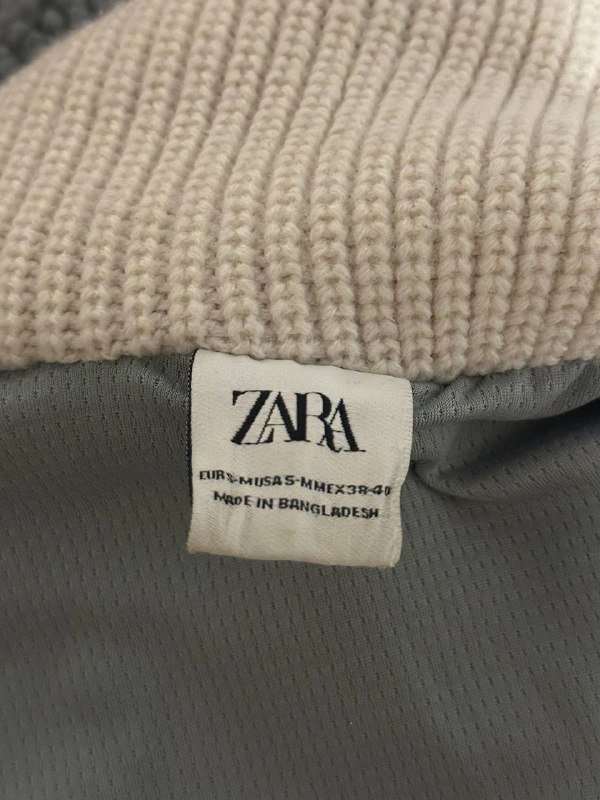 ZARA
EUR S-M USA S-M MEX 38-40
MADE IN BANGLADESH